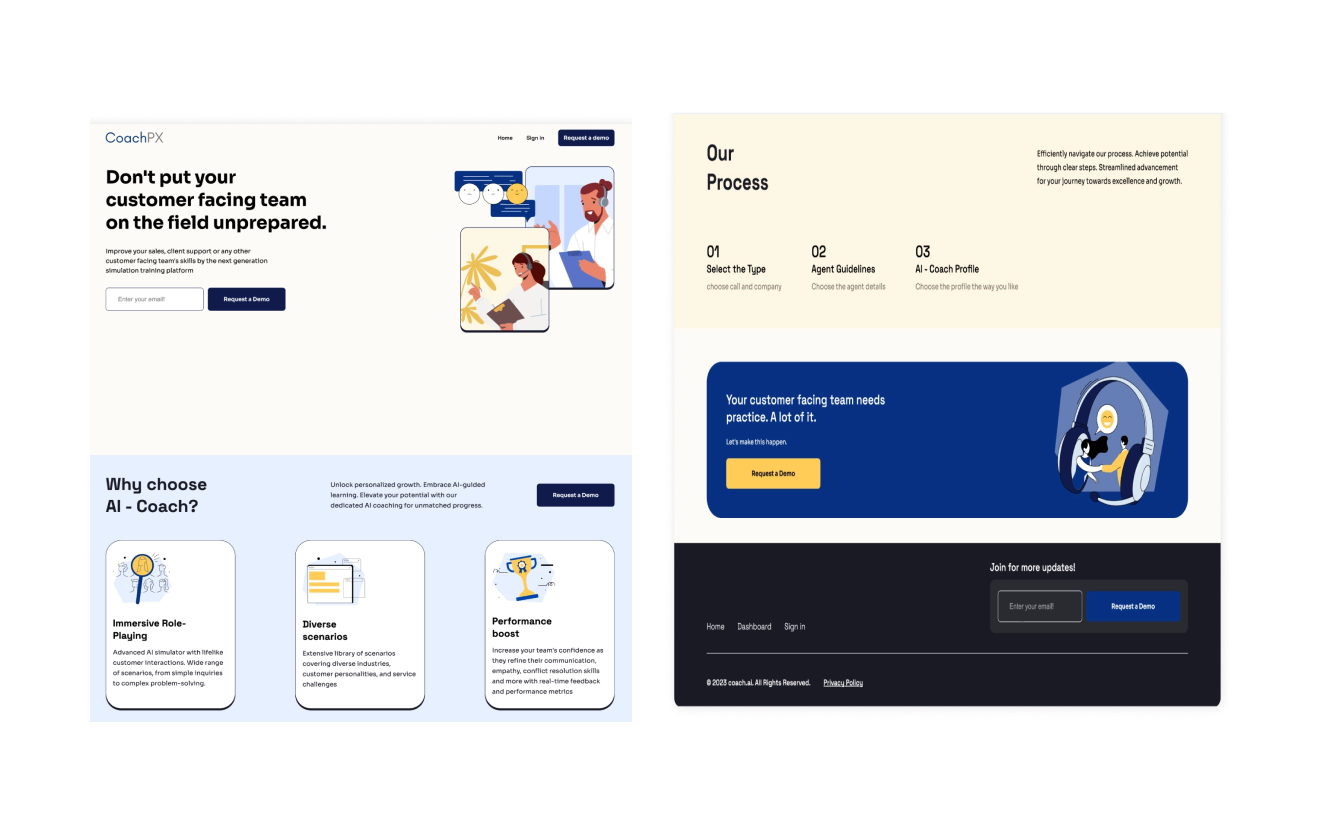 CoachPX
Home
Sign in
Request a demo
Don't put your
customer facing team
on the field unprepared.
Improve your sales, client support or any other
customer facing team's skills by the next generation
simulation training platform
Enter your email!
Request a Demo
Why choose
AI - Coach?
Unlock personalized growth. Embrace AI-guided
learning. Elevate your potential with our
dedicated AI coaching for unmatched progress.
Request a Demo
Immersive Role-
Playing
Advanced AI simulator with lifelike
customer interactions. Wide range
of scenarios, from simple inquiries
to complex problem-solving.
Diverse
scenarios
Extensive library of scenarios
covering diverse industries,
customer personalities, and service
challenges
Performance
boost
Increase your team's confidence as
they refine their communication,
empathy, conflict resolution skills
and more with real-time feedback
and performance metrics
Our
Process
Efficiently navigate our process. Achieve potential
through clear steps. Streamlined advancement
for your journey towards excellence and growth.
01
Select the Type
choose call and company
02
Agent Guidelines
Choose the agent details
03
AI - Coach Profile
Choose the profile the way you like
Your customer facing team needs
practice. A lot of it.
Let's make this happen.
Request a Demo
Join for more updates!
Enter your email!
Request a Demo
Home
Dashboard
Sign in
© 2023 coach.ai. All Rights Reserved.
Privacy Policy